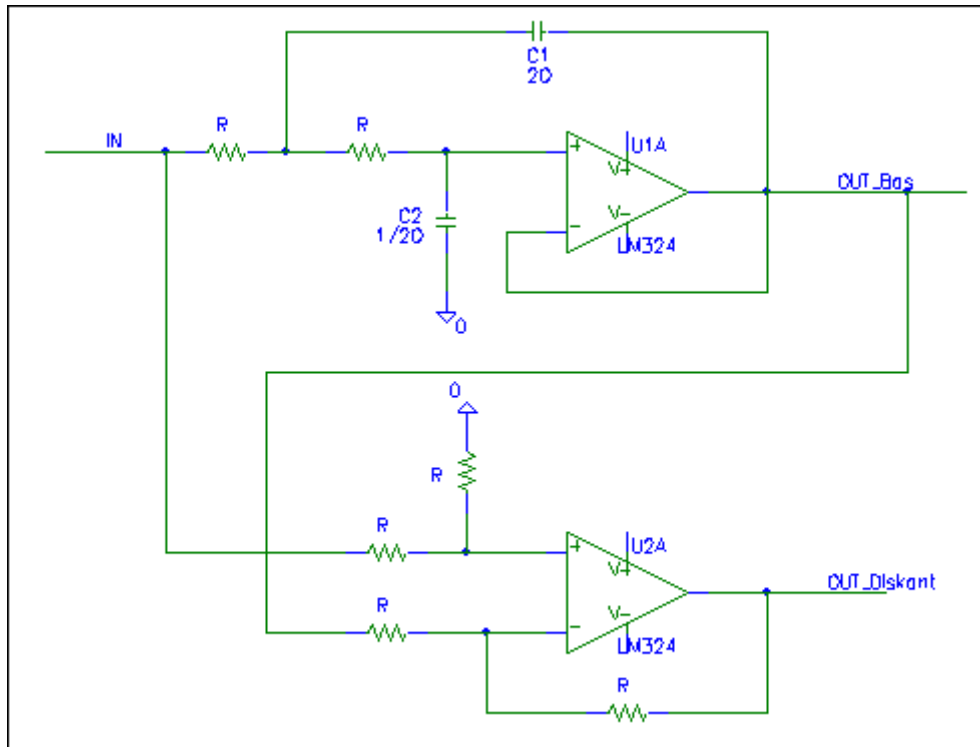 C1
2C
IN
R
R
+
U1A
V+
OUT_Bas
C2
1/2C
V-
-
LM324
0
0
R
R
+
U2A
V+
OUT_Diskant
R
V-
-
LM324
R